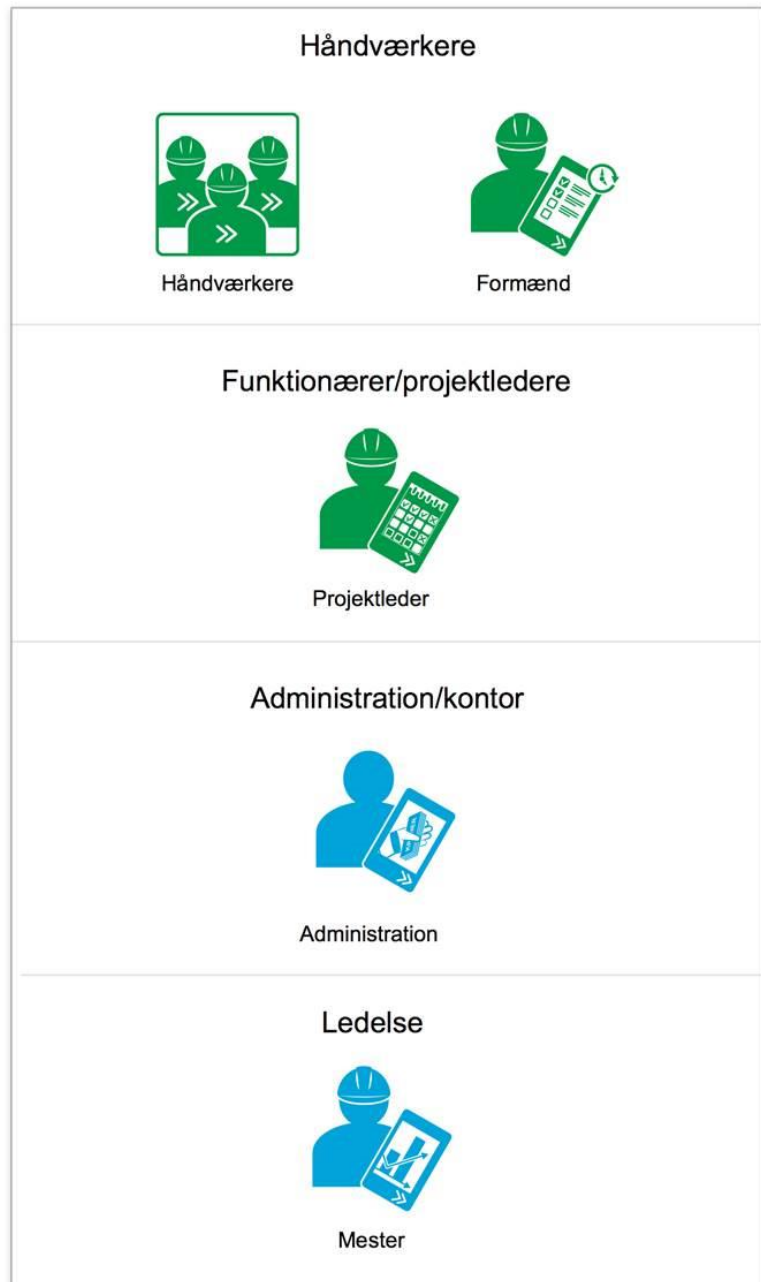 Håndværkere
Håndværkere Formænd
Funktionærer/projektledere
Projektleder
Administration/kontor
Administration
Ledelse
Mester